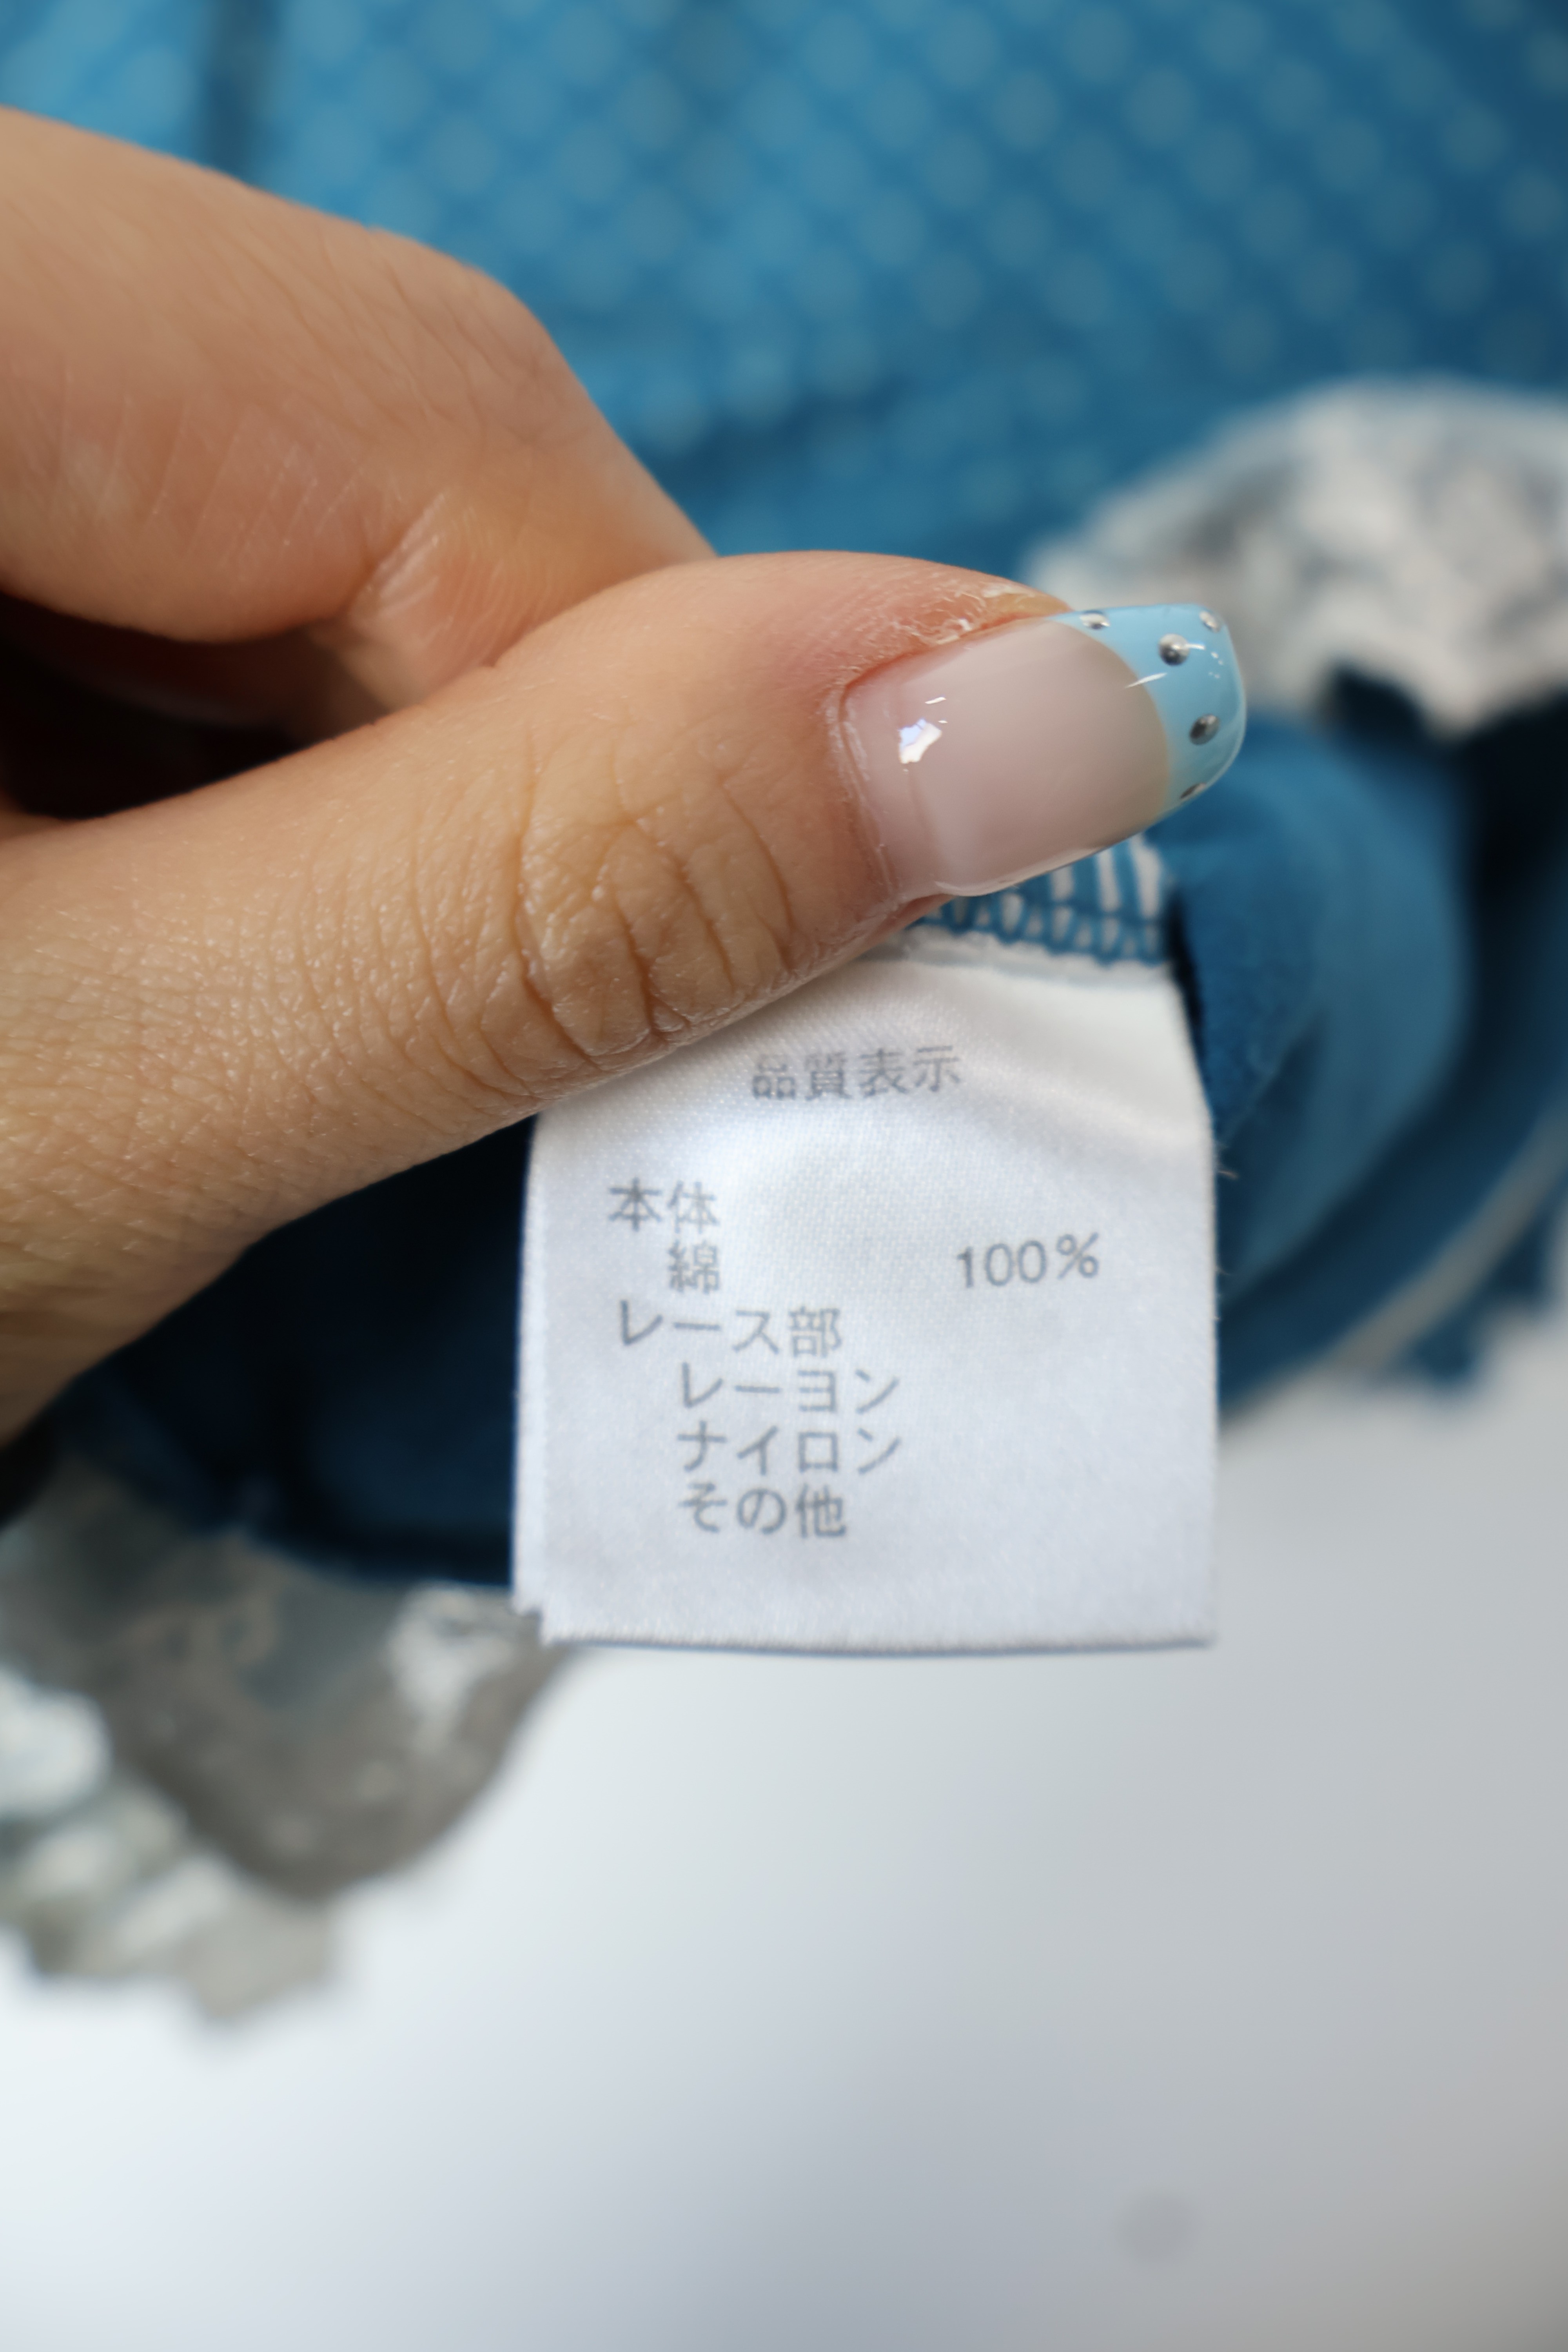 品質表示
本体
綿 100%
レース部
レーヨン
ナイロン
その他